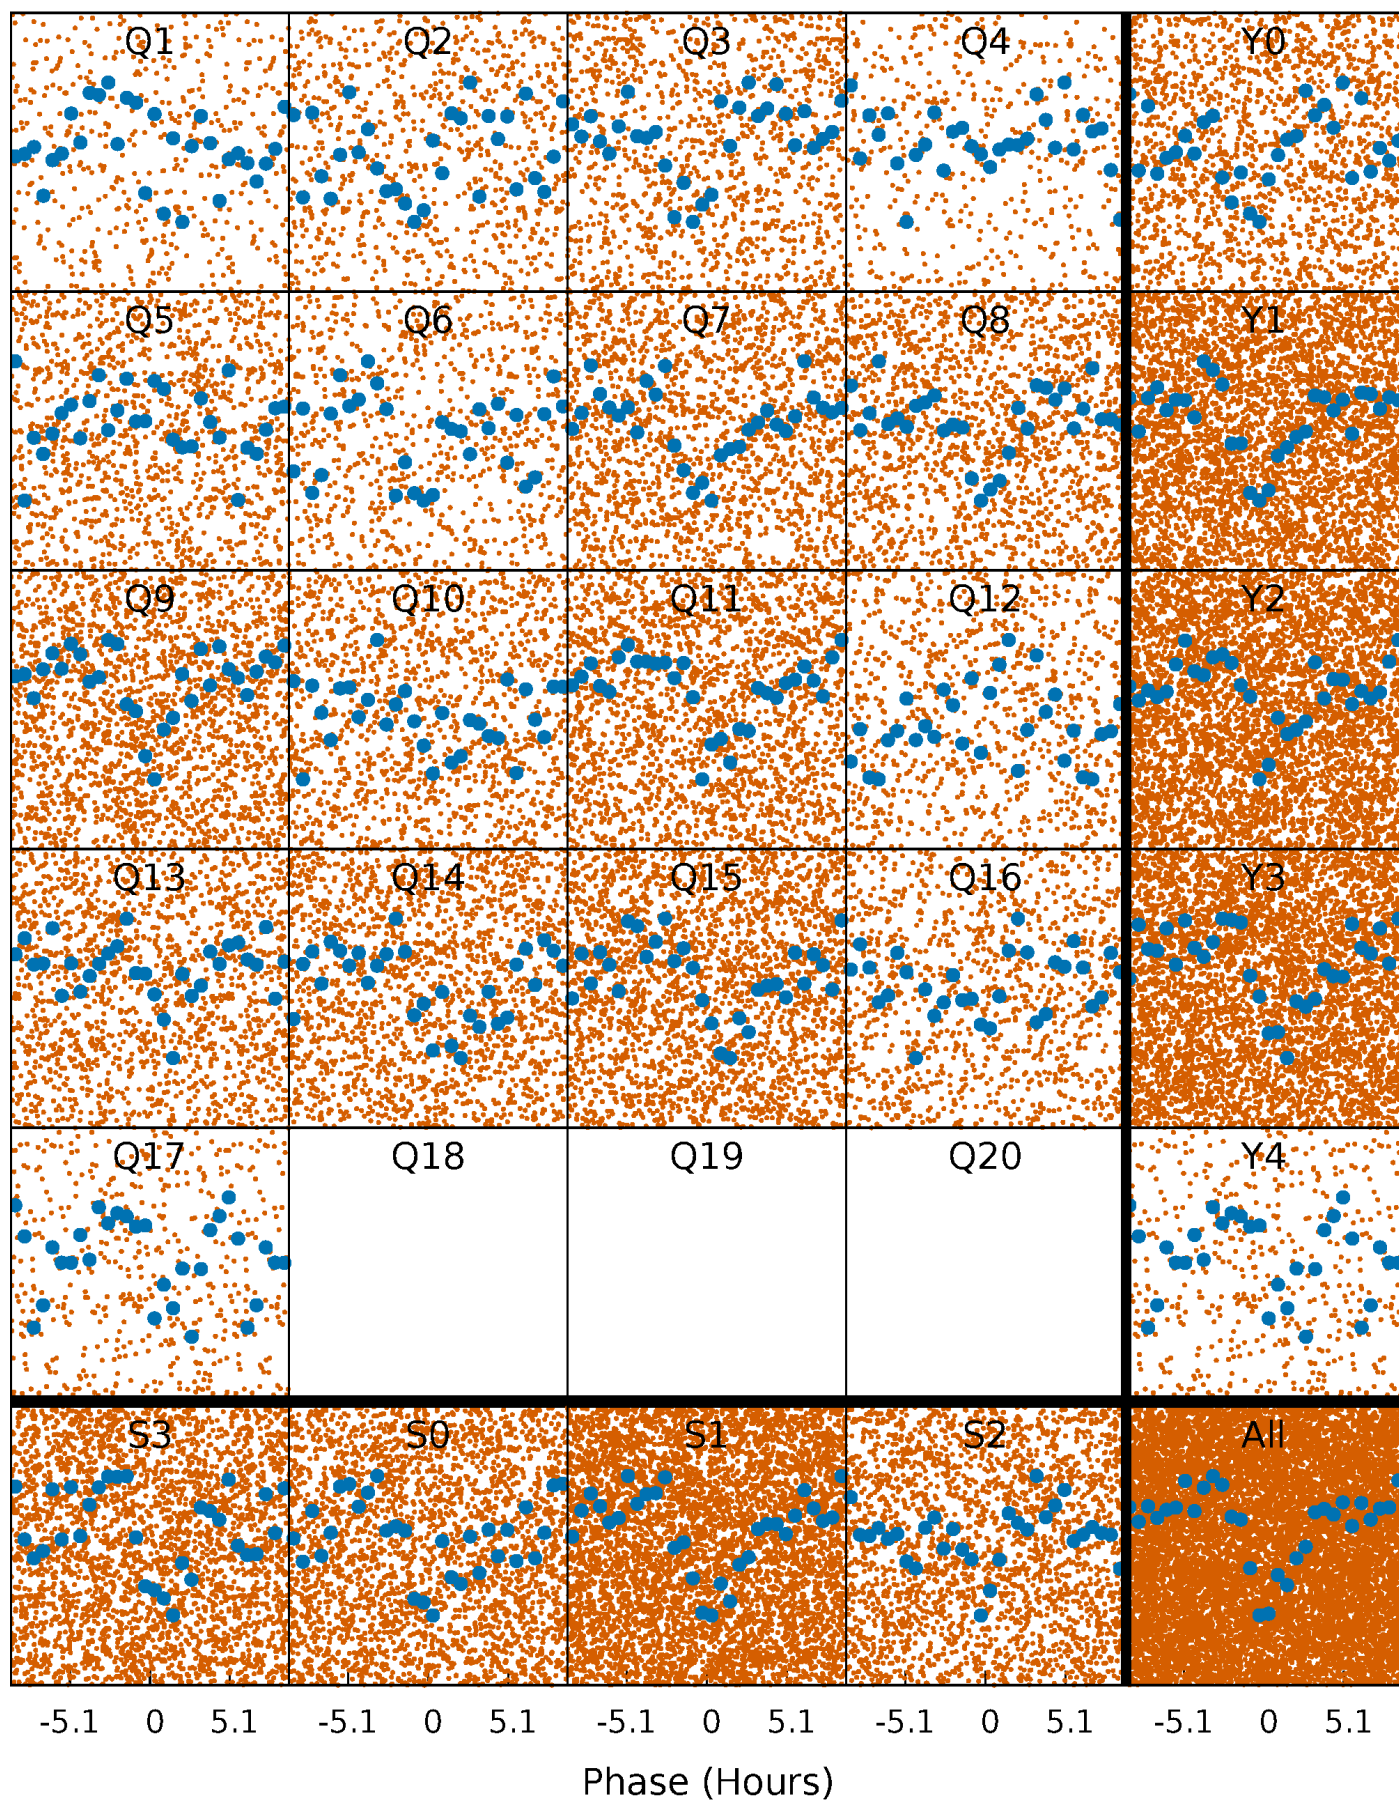 Q1 Q2 Q3 Q4 Y0
Q5 Q6 Q7 Q8 Y1
Q9 Q10 Q11 Q12 Y2
Q13 Q14 Q15 Q16 Y3
Q17 Q18 Q19 Q20 Y4
S3 S0 S1 S2 All
-5.1 0 5.1 -5.1 0 5.1 -5.1 0 5.1 -5.1 0 5.1 -5.1 0 5.1
Phase (Hours)